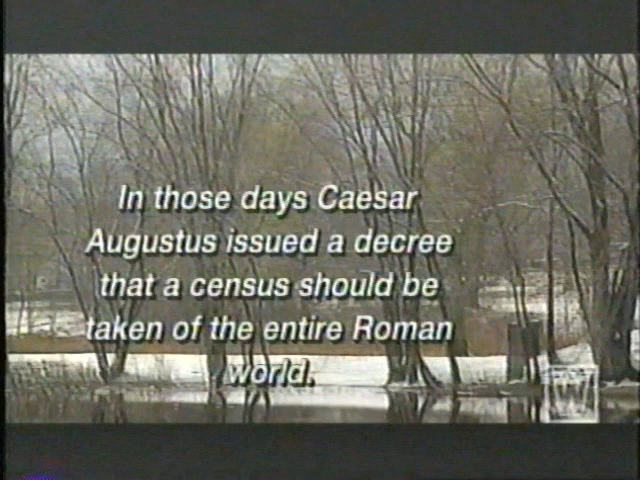 In those days Caesar
Augustus issued a decree
that a census should be
taken of the entire Roman
world.